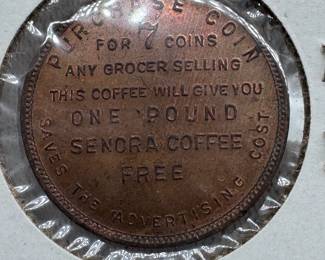 PURCHASE COIN
FOR 7 COINS
ANY GROCER SELLING
THIS COFFEE WILL GIVE YOU
ONE POUND
SENORA COFFEE
FREE
SAVES THE ADVERTISING COST